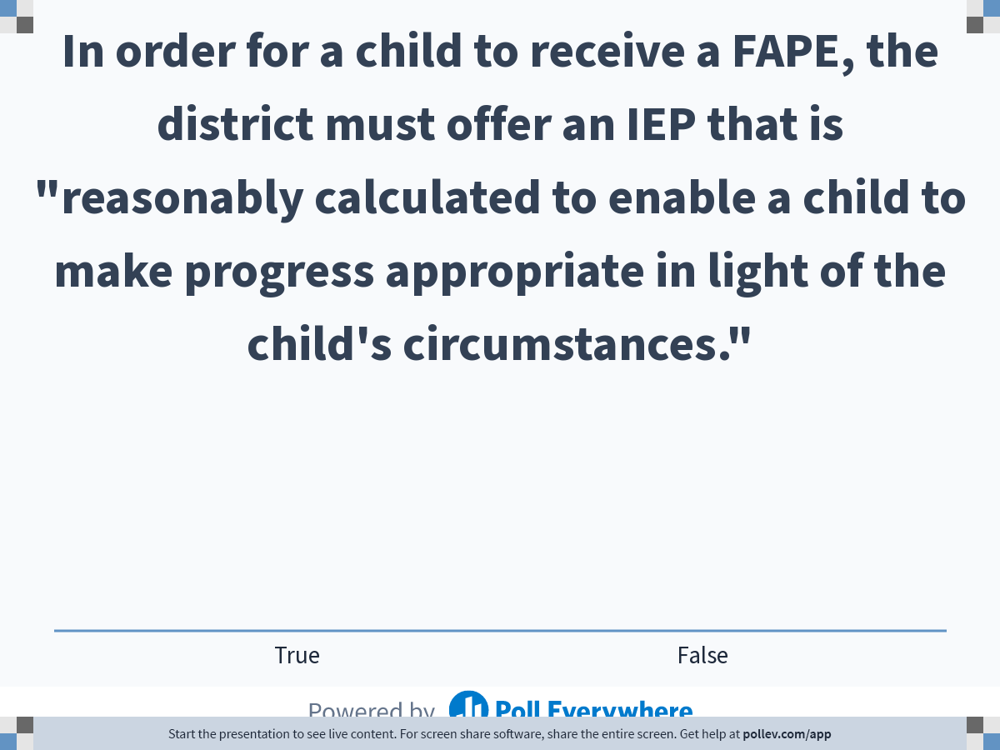 In order for a child to receive a FAPE, the
district must offer an IEP that is
"reasonably calculated to enable a child to
make progress appropriate in light of the
child's circumstances."
True False
Powered by Poll Everywhere
Start the presentation to see live content. For screen share software, share the entire screen. Get help at pollev.com/app